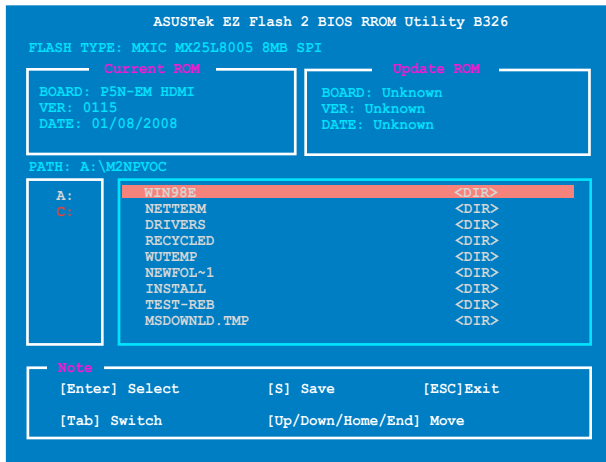 ASUSTek EZ Flash 2 BIOS RROM Utility B326
FLASH TYPE: MXIC MX25L8005 8MB SPI
Current ROM
BOARD: P5N-EM HDMI
VER: 0115
DATE: 01/08/2008
Update ROM
BOARD: Unknown
VER: Unknown
DATE: Unknown
PATH: A:\M2NPVOC
A:
C:
WIN98E <DIR>
NETTERM <DIR>
DRIVERS <DIR>
RECYCLED <DIR>
WUTEMP <DIR>
NEWFOL~1 <DIR>
INSTALL <DIR>
TEST-REB <DIR>
MSDOWNLD.TMP <DIR>
Note
[Enter] Select [S] Save [ESC]Exit
[Tab] Switch [Up/Down/Home/End] Move